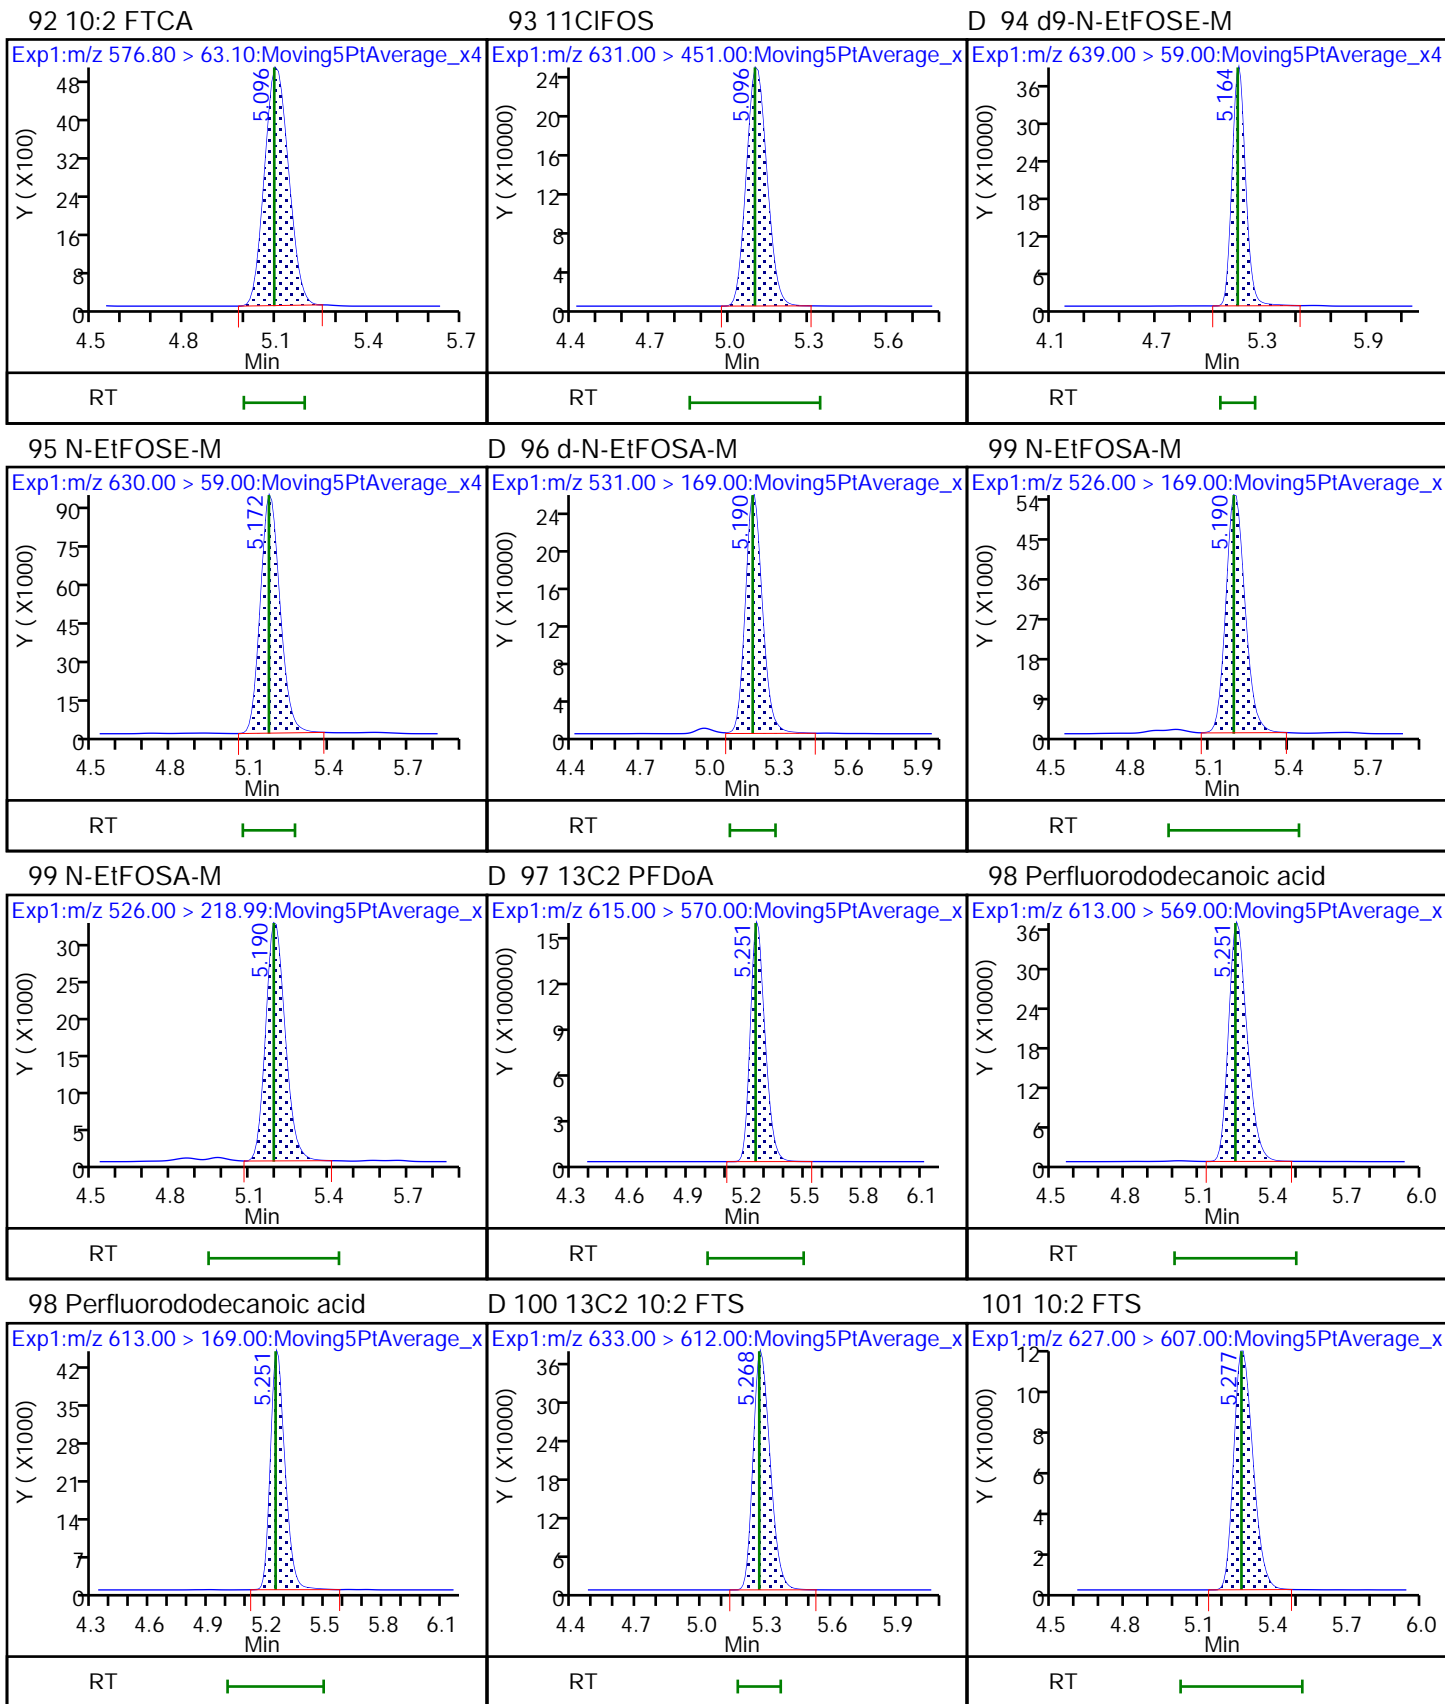 92 10:2 FTCA
Exp1:m/z 576.80 > 63.10:Moving5PtAverage_x4
5.096
Y ( X100)
48
40
32
24
16
8
0
4.5 4.8 5.1 5.4 5.7
Min
RT
93 11ClFOS
Exp1:m/z 631.00 > 451.00:Moving5PtAverage_x
5.096
Y ( X10000)
24
20
16
12
8
4
0
4.4 4.7 5.0 5.3 5.6
Min
RT
D 94 d9-N-EtFOSE-M
Exp1:m/z 639.00 > 59.00:Moving5PtAverage_x4
5.164
Y ( X10000)
36
30
24
18
12
6
0
4.1 4.7 5.3 5.9
Min
RT
95 N-EtFOSE-M
Exp1:m/z 630.00 > 59.00:Moving5PtAverage_x4
5.172
Y ( X1000)
90
75
60
45
30
15
0
4.5 4.8 5.1 5.4 5.7
Min
RT
D 96 d-N-EtFOSA-M
Exp1:m/z 531.00 > 169.00:Moving5PtAverage_x
5.190
Y ( X10000)
24
20
16
12
8
4
0
4.4 4.7 5.0 5.3 5.6 5.9
Min
RT
99 N-EtFOSA-M
Exp1:m/z 526.00 > 169.00:Moving5PtAverage_x
5.190
Y ( X1000)
54
45
36
27
18
9
0
4.5 4.8 5.1 5.4 5.7
Min
RT
99 N-EtFOSA-M
Exp1:m/z 526.00 > 218.99:Moving5PtAverage_x
5.190
Y ( X1000)
30
25
20
15
10
5
0
4.5 4.8 5.1 5.4 5.7
Min
RT
D 97 13C2 PFDoA
Exp1:m/z 615.00 > 570.00:Moving5PtAverage_x
5.251
Y ( X100000)
15
12
9
6
3
0
4.3 4.6 4.9 5.2 5.5 5.8 6.1
Min
RT
98 Perfluorododecanoic acid
Exp1:m/z 613.00 > 569.00:Moving5PtAverage_x
5.251
Y ( X10000)
36
30
24
18
12
6
0
4.5 4.8 5.1 5.4 5.7 6.0
Min
RT
98 Perfluorododecanoic acid
Exp1:m/z 613.00 > 169.00:Moving5PtAverage_x
5.251
Y ( X10000)
42
35
28
21
14
7
0
4.3 4.6 4.9 5.2 5.5 5.8 6.1
Min
RT
D 100 13C2 10:2 FTS
Exp1:m/z 633.00 > 612.00:Moving5PtAverage_x
5.268
Y ( X10000)
36
30
24
18
12
6
0
4.4 4.7 5.0 5.3 5.6 5.9
Min
RT
101 10:2 FTS
Exp1:m/z 627.00 > 607.00:Moving5PtAverage_x
5.277
Y ( X10000)
12
10
8
6
4
2
0
4.5 4.8 5.1 5.4 5.7 6.0
Min
RT